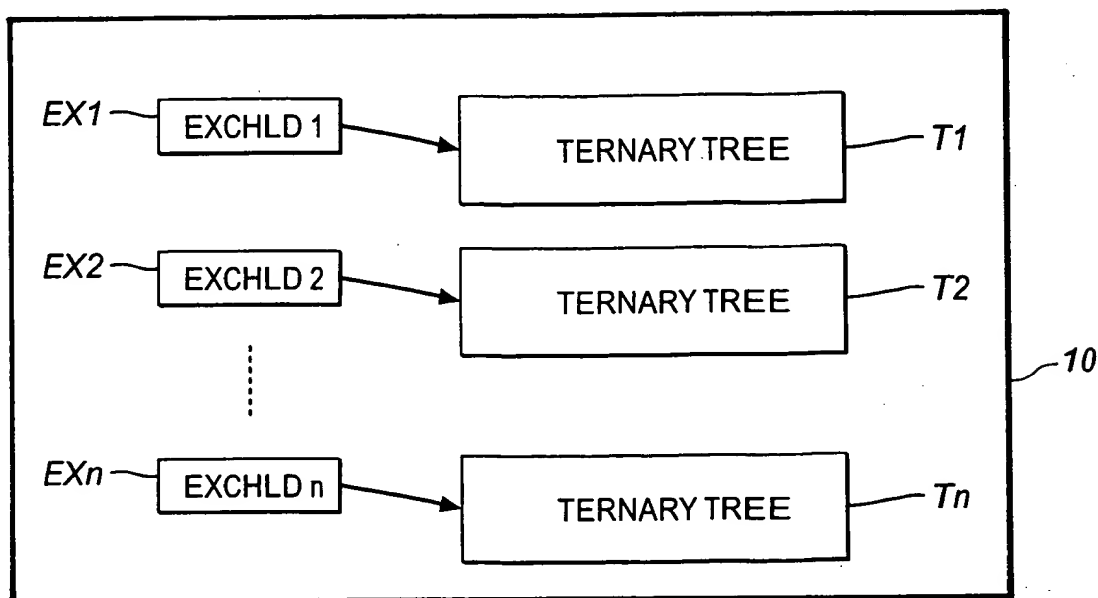 EX1 EXCHLD 1 TERNARY TREE T1
EX2 EXCHLD 2 TERNARY TREE T2
10
EXn EXCHLD n TERNARY TREE Tn